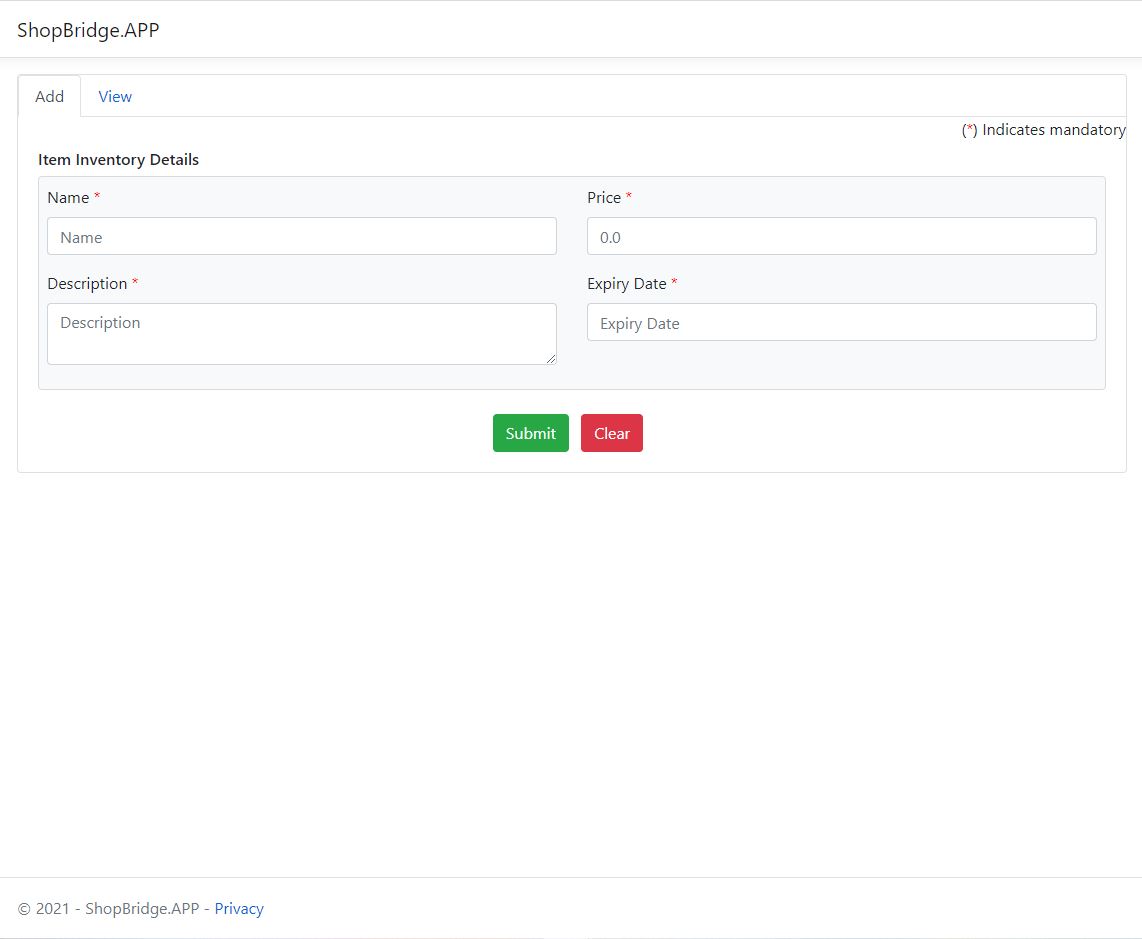 ShopBridge.APP
Add View
(*) Indicates mandatory
Item Inventory Details
Name * Price *
Name 0.0
Description * Expiry Date *
Description Expiry Date
Submit Clear
© 2021 - ShopBridge.APP - Privacy